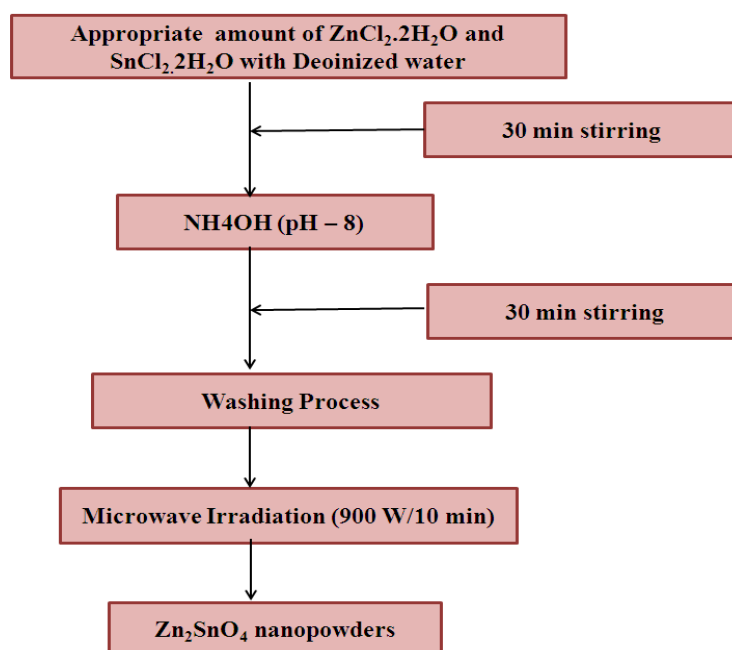 Appropriate amount of ZnCl₂.2H₂O and
SnCl₂.2H₂O with Deoinized water
30 min stirring
NH4OH (pH – 8)
30 min stirring
Washing Process
Microwave Irradiation (900 W/10 min)
Zn₂SnO₄ nanopowders